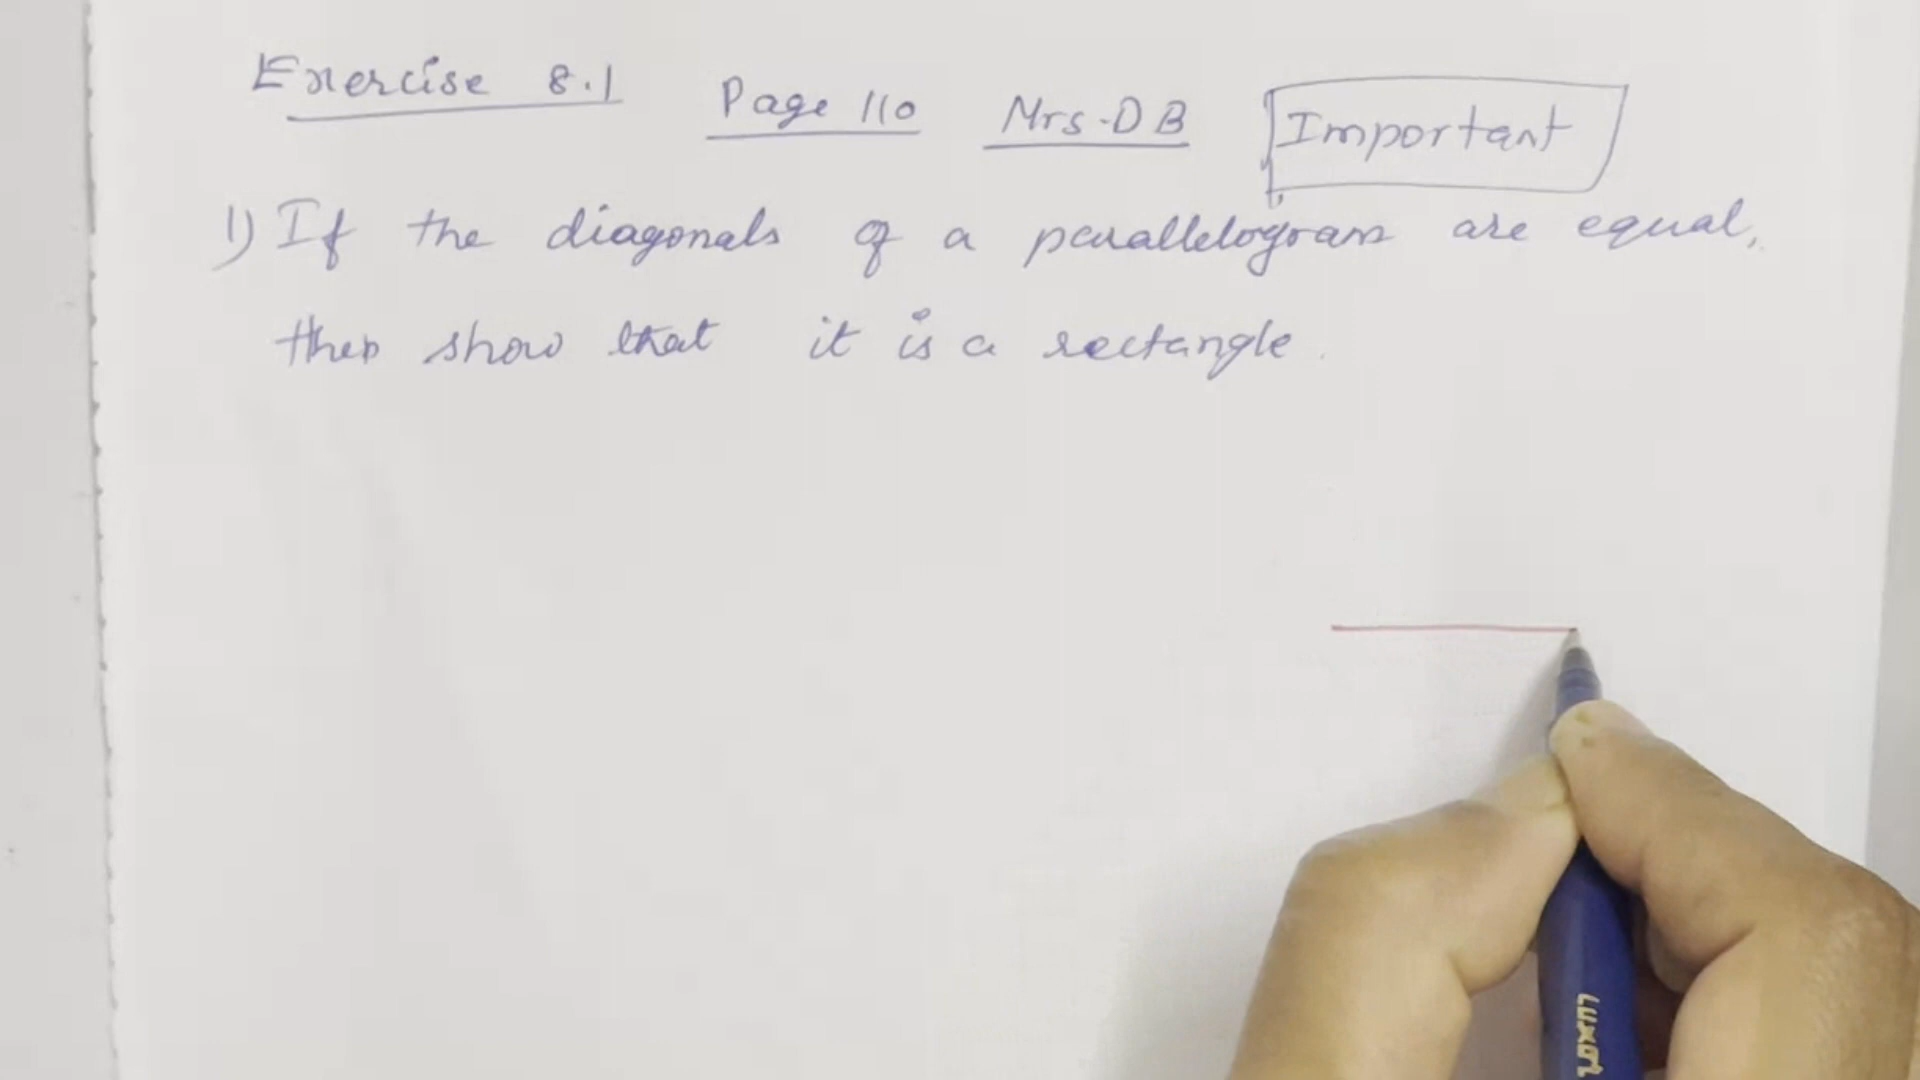 Exercise 8.1 Page 110 Mrs-DB Important
1) If the diagonals of a parallelogram are equal,
then show that it is a rectangle.
LUXOR